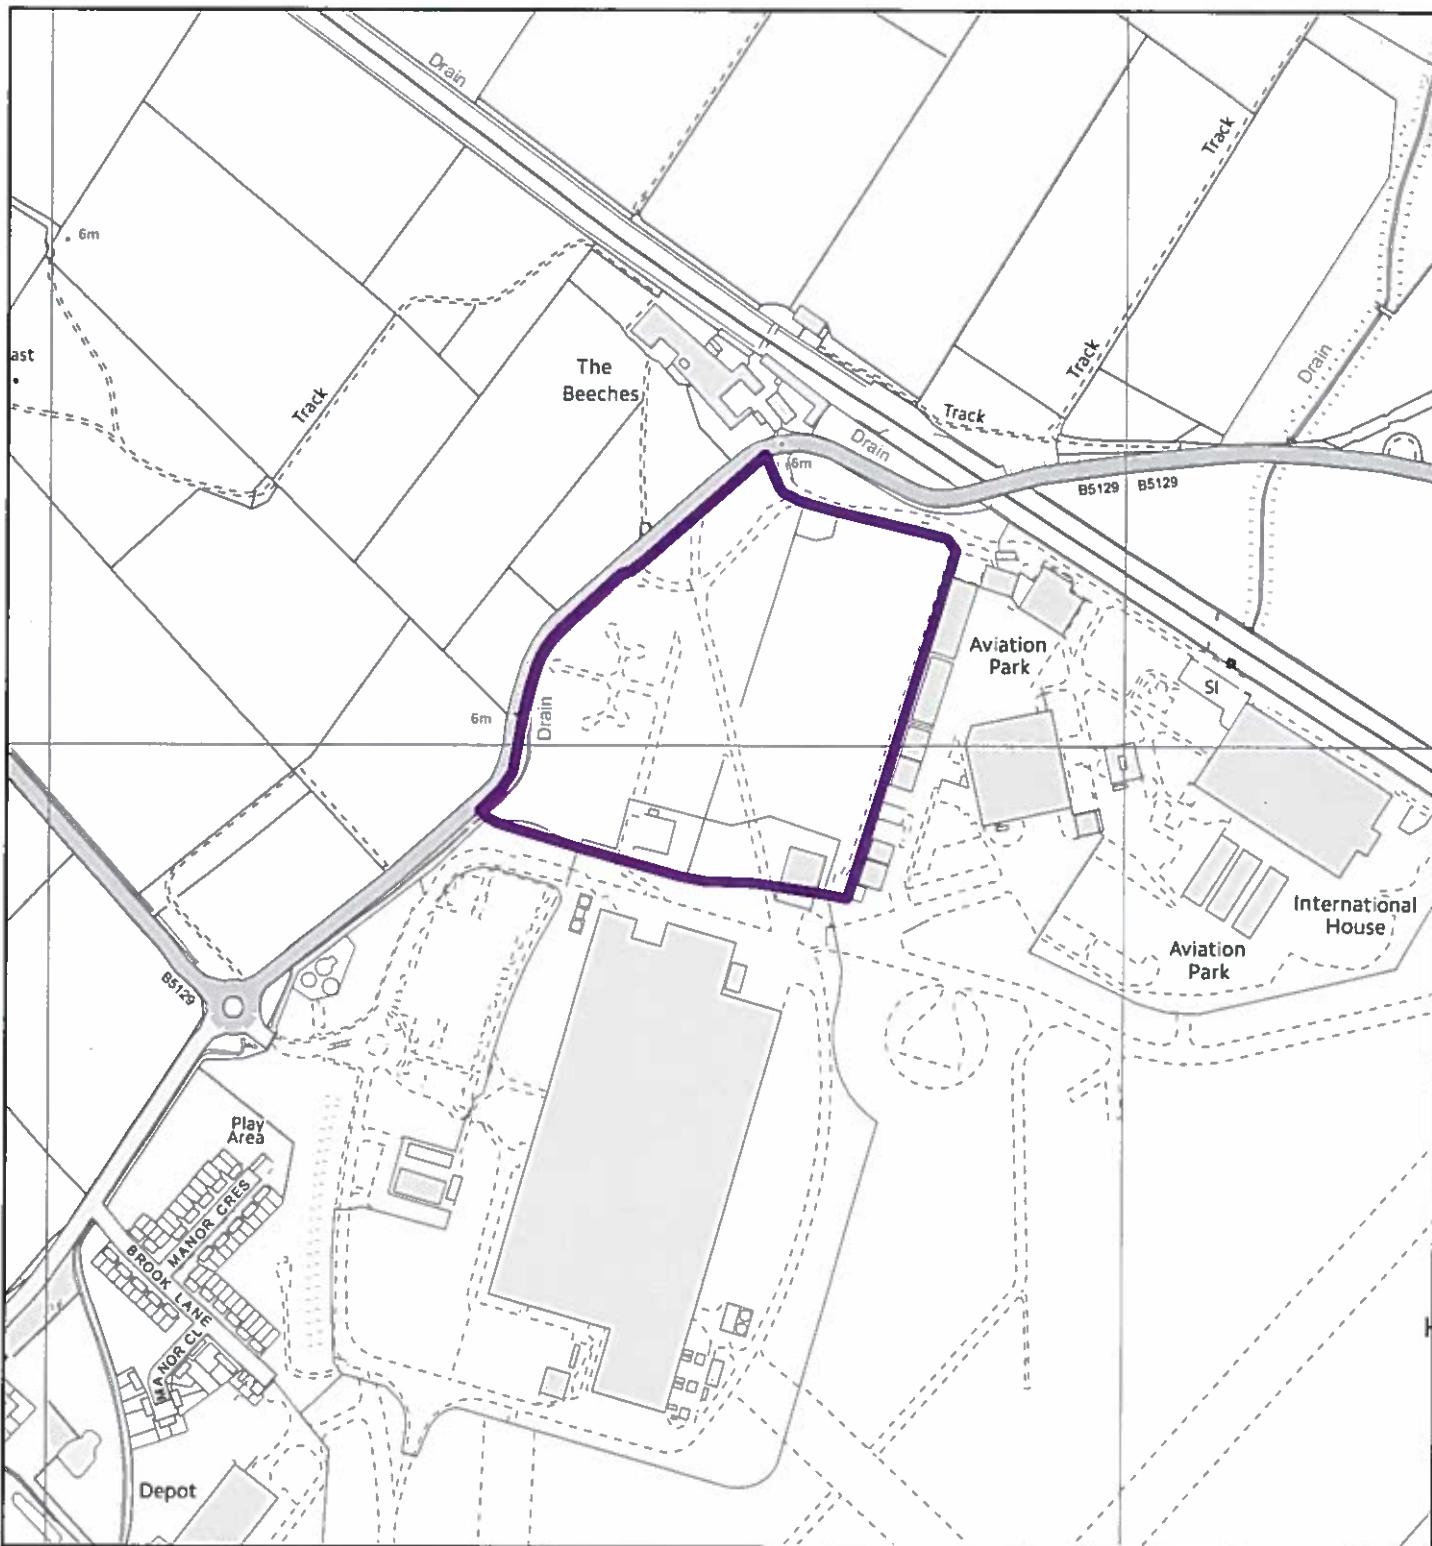 Drain
Track
6m
ast
The
Beeches
Track
Track
Drain
Track
Drain
6m
B5129
B5129
Aviation
Park
SI
6m
Drain
International
House
Aviation
Park
B5129
Play
Area
MANOR CRES
BROOK LANE
MANOR CL
Depot